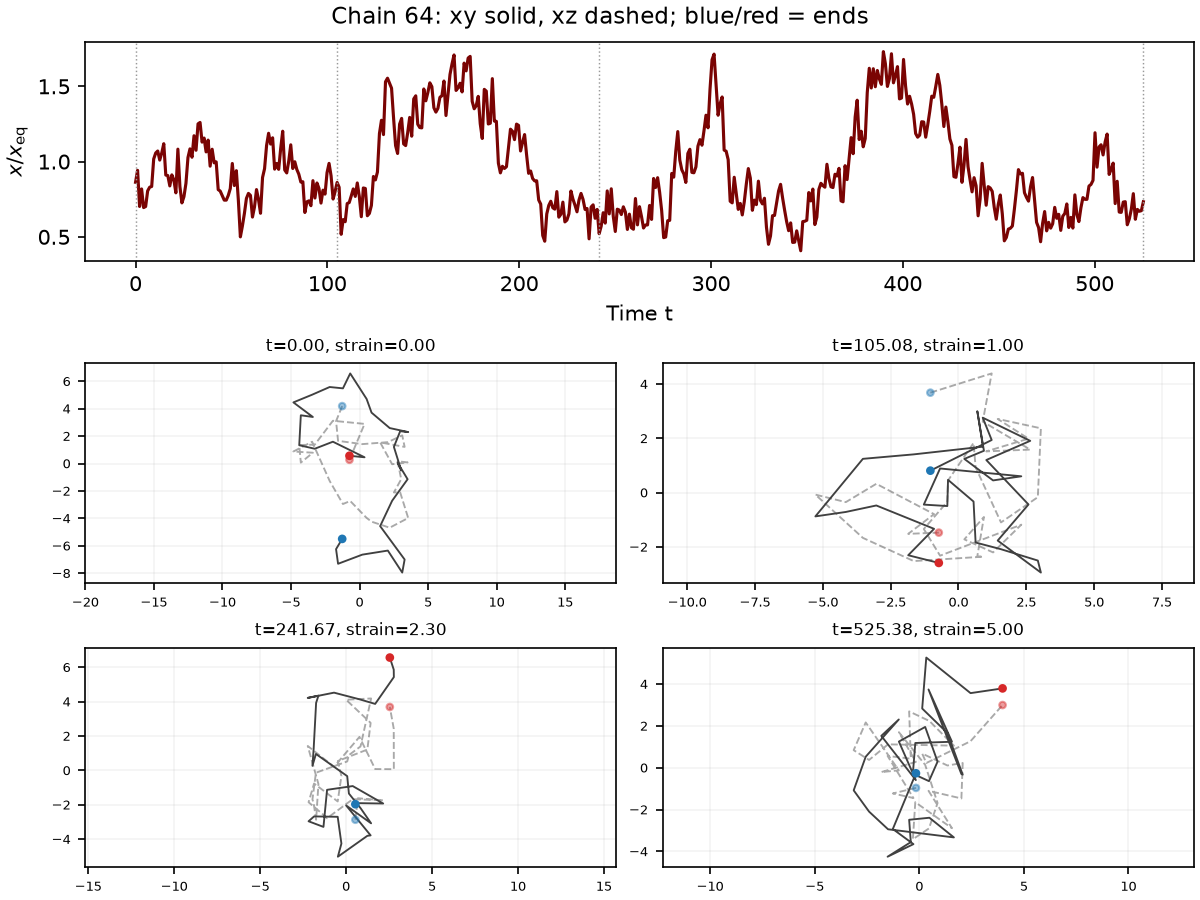 Chain 64: xy solid, xz dashed; blue/red = ends
x/x_eq
1.5
1.0
0.5
0 100 200 300 400 500
Time t
t=0.00, strain=0.00
6
4
2
0
−2
−4
−6
−8
−20 −15 −10 −5 0 5 10 15
t=105.08, strain=1.00
4
2
0
−2
−10.0 −7.5 −5.0 −2.5 0.0 2.5 5.0 7.5
t=241.67, strain=2.30
6
4
2
0
−2
−4
−15 −10 −5 0 5 10 15
t=525.38, strain=5.00
4
2
0
−2
−4
−10 −5 0 5 10